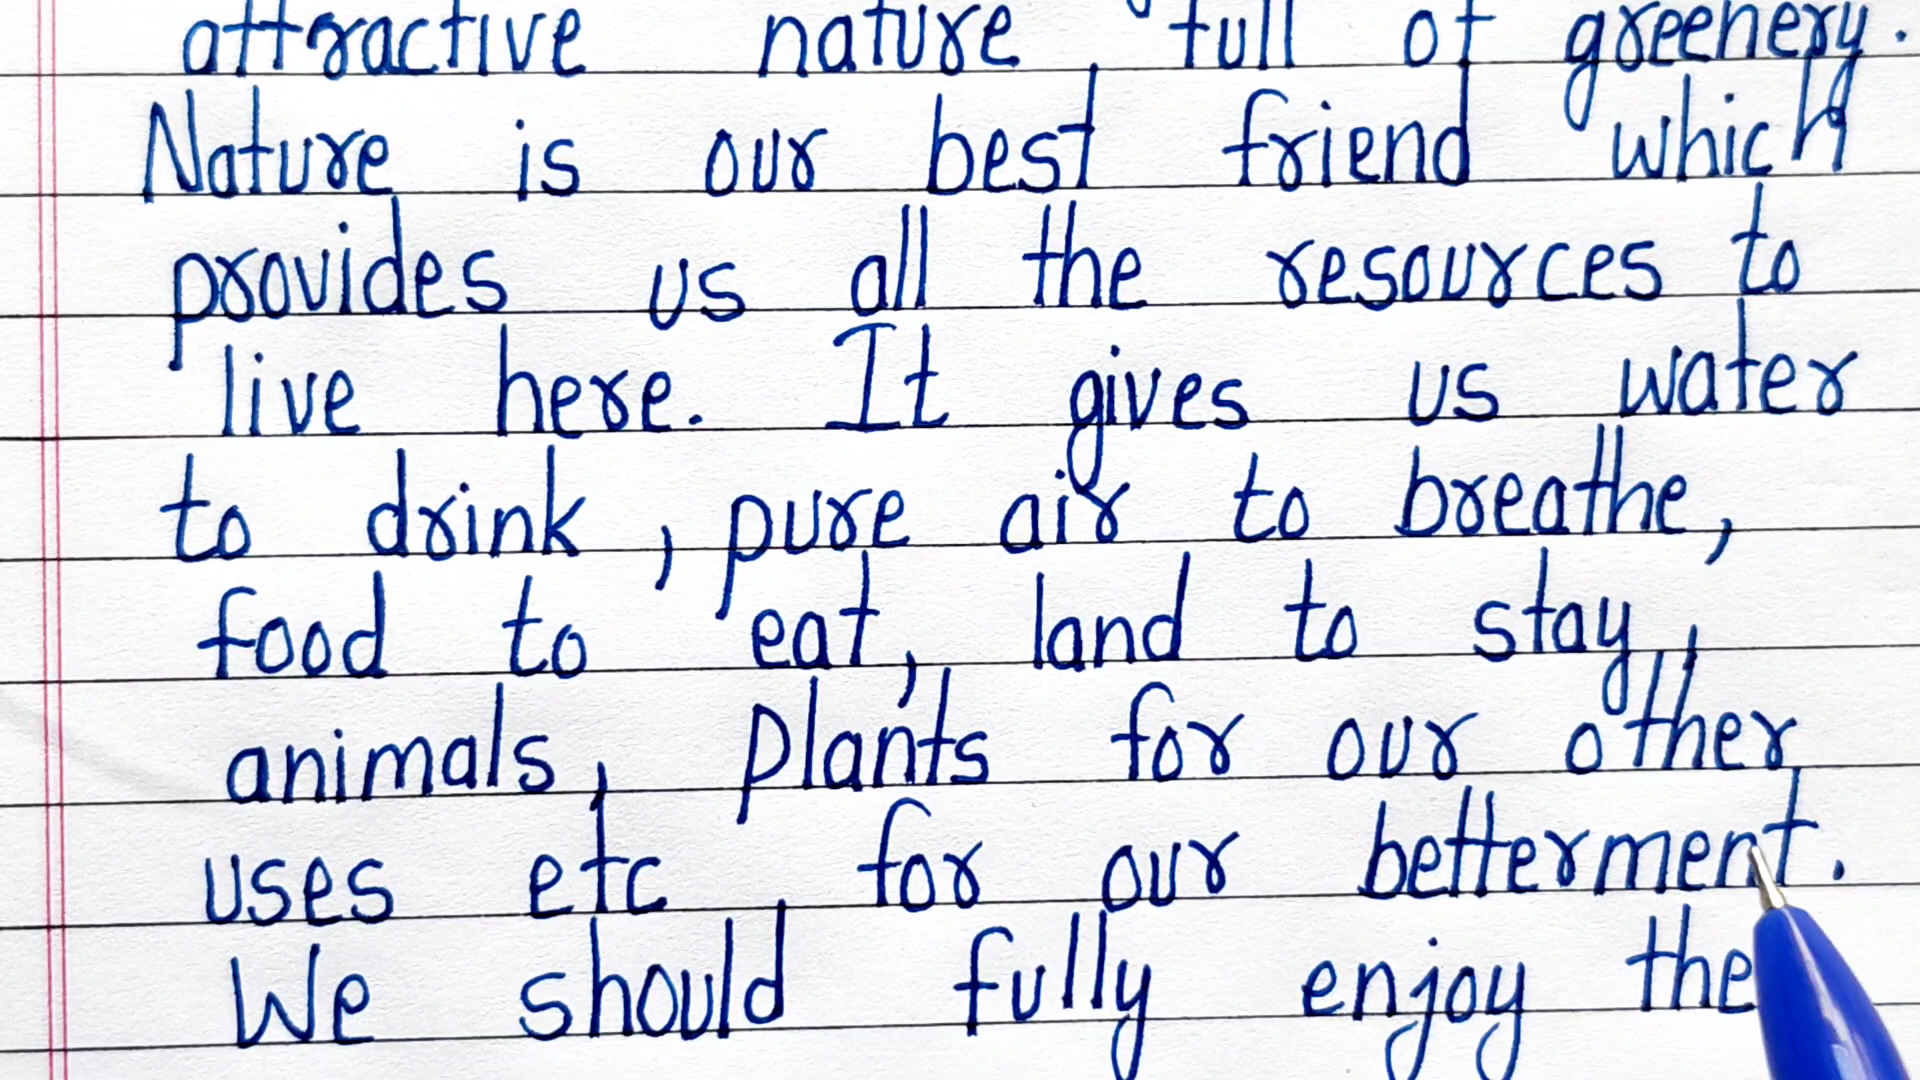 attractive nature, full of greenery.
Nature is our best friend which
provides us all the resources to
live here. It gives us water
to drink, pure air to breathe,
food to eat, land to stay,
animals, plants for our other
uses etc for our betterment.
We should fully enjoy the